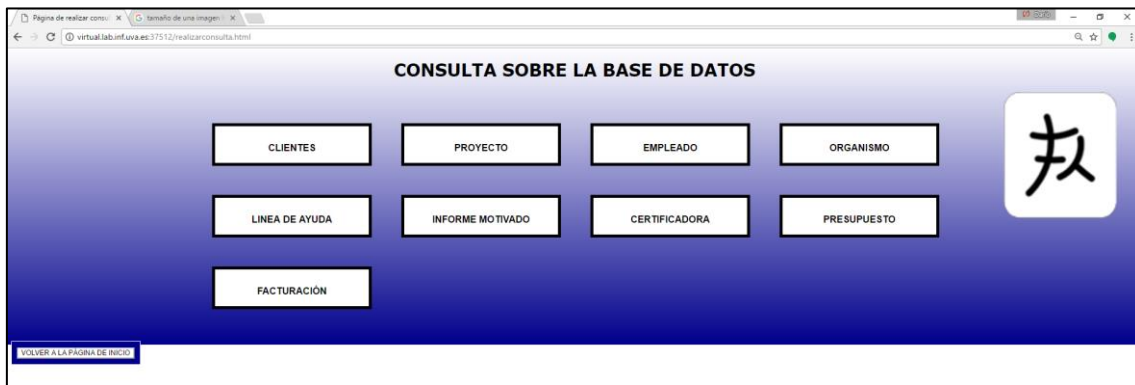 Página de realizar consu
tamaño de una imagen
virtual.lab.inf.uva.es:37512/realizarconsulta.html
CONSULTA SOBRE LA BASE DE DATOS
CLIENTES PROYECTO EMPLEADO ORGANISMO
LINEA DE AYUDA INFORME MOTIVADO CERTIFICADORA PRESUPUESTO
FACTURACIÓN
VOLVER A LA PÁGINA DE INICIO